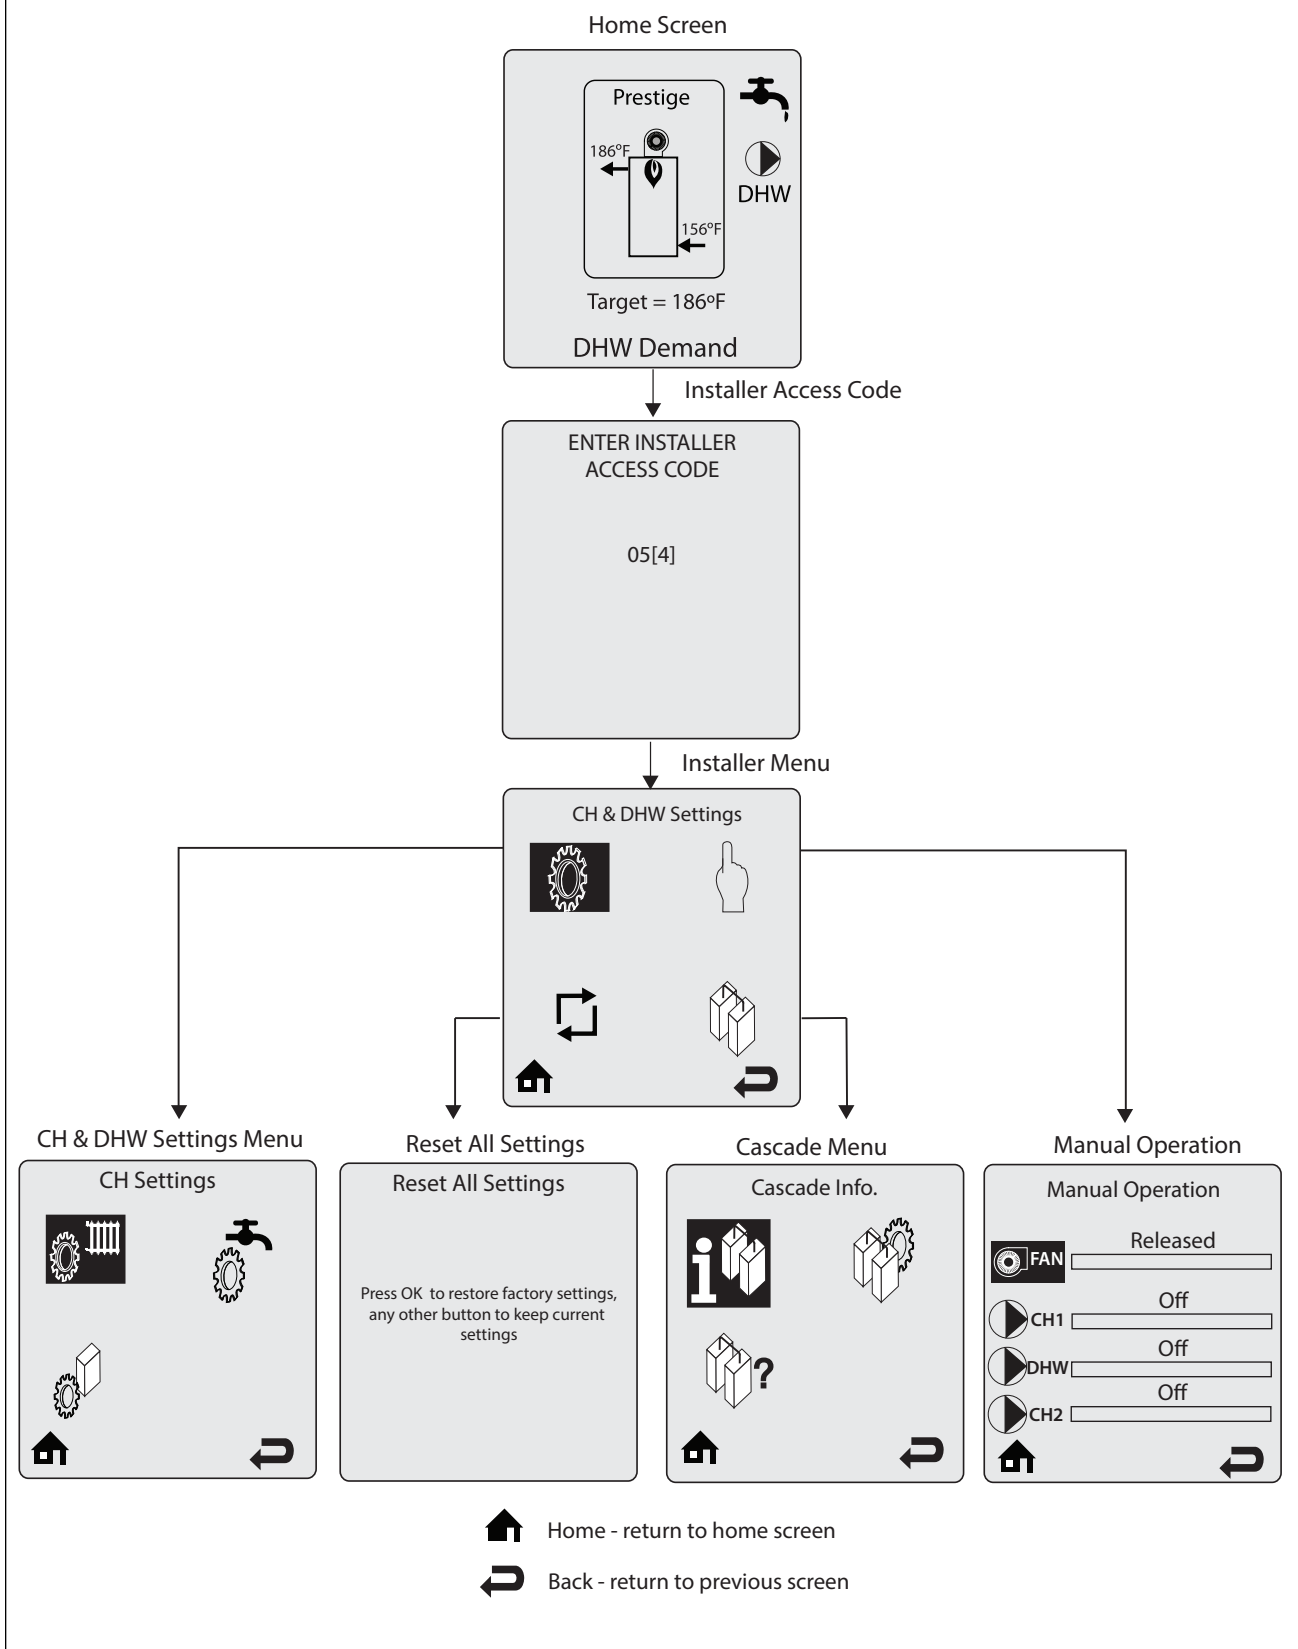 Home Screen
Prestige
186ºF
DHW
156ºF
Target = 186ºF
DHW Demand
Installer Access Code
ENTER INSTALLER
ACCESS CODE
05[4]
Installer Menu
CH & DHW Settings
CH & DHW Settings Menu
CH Settings
Reset All Settings
Reset All Settings
Press OK to restore factory settings,
any other button to keep current
settings
Cascade Menu
Cascade Info.
i
?
Manual Operation
Manual Operation
Released
FAN
Off
CH1
Off
DHW
Off
CH2
Home - return to home screen
Back - return to previous screen